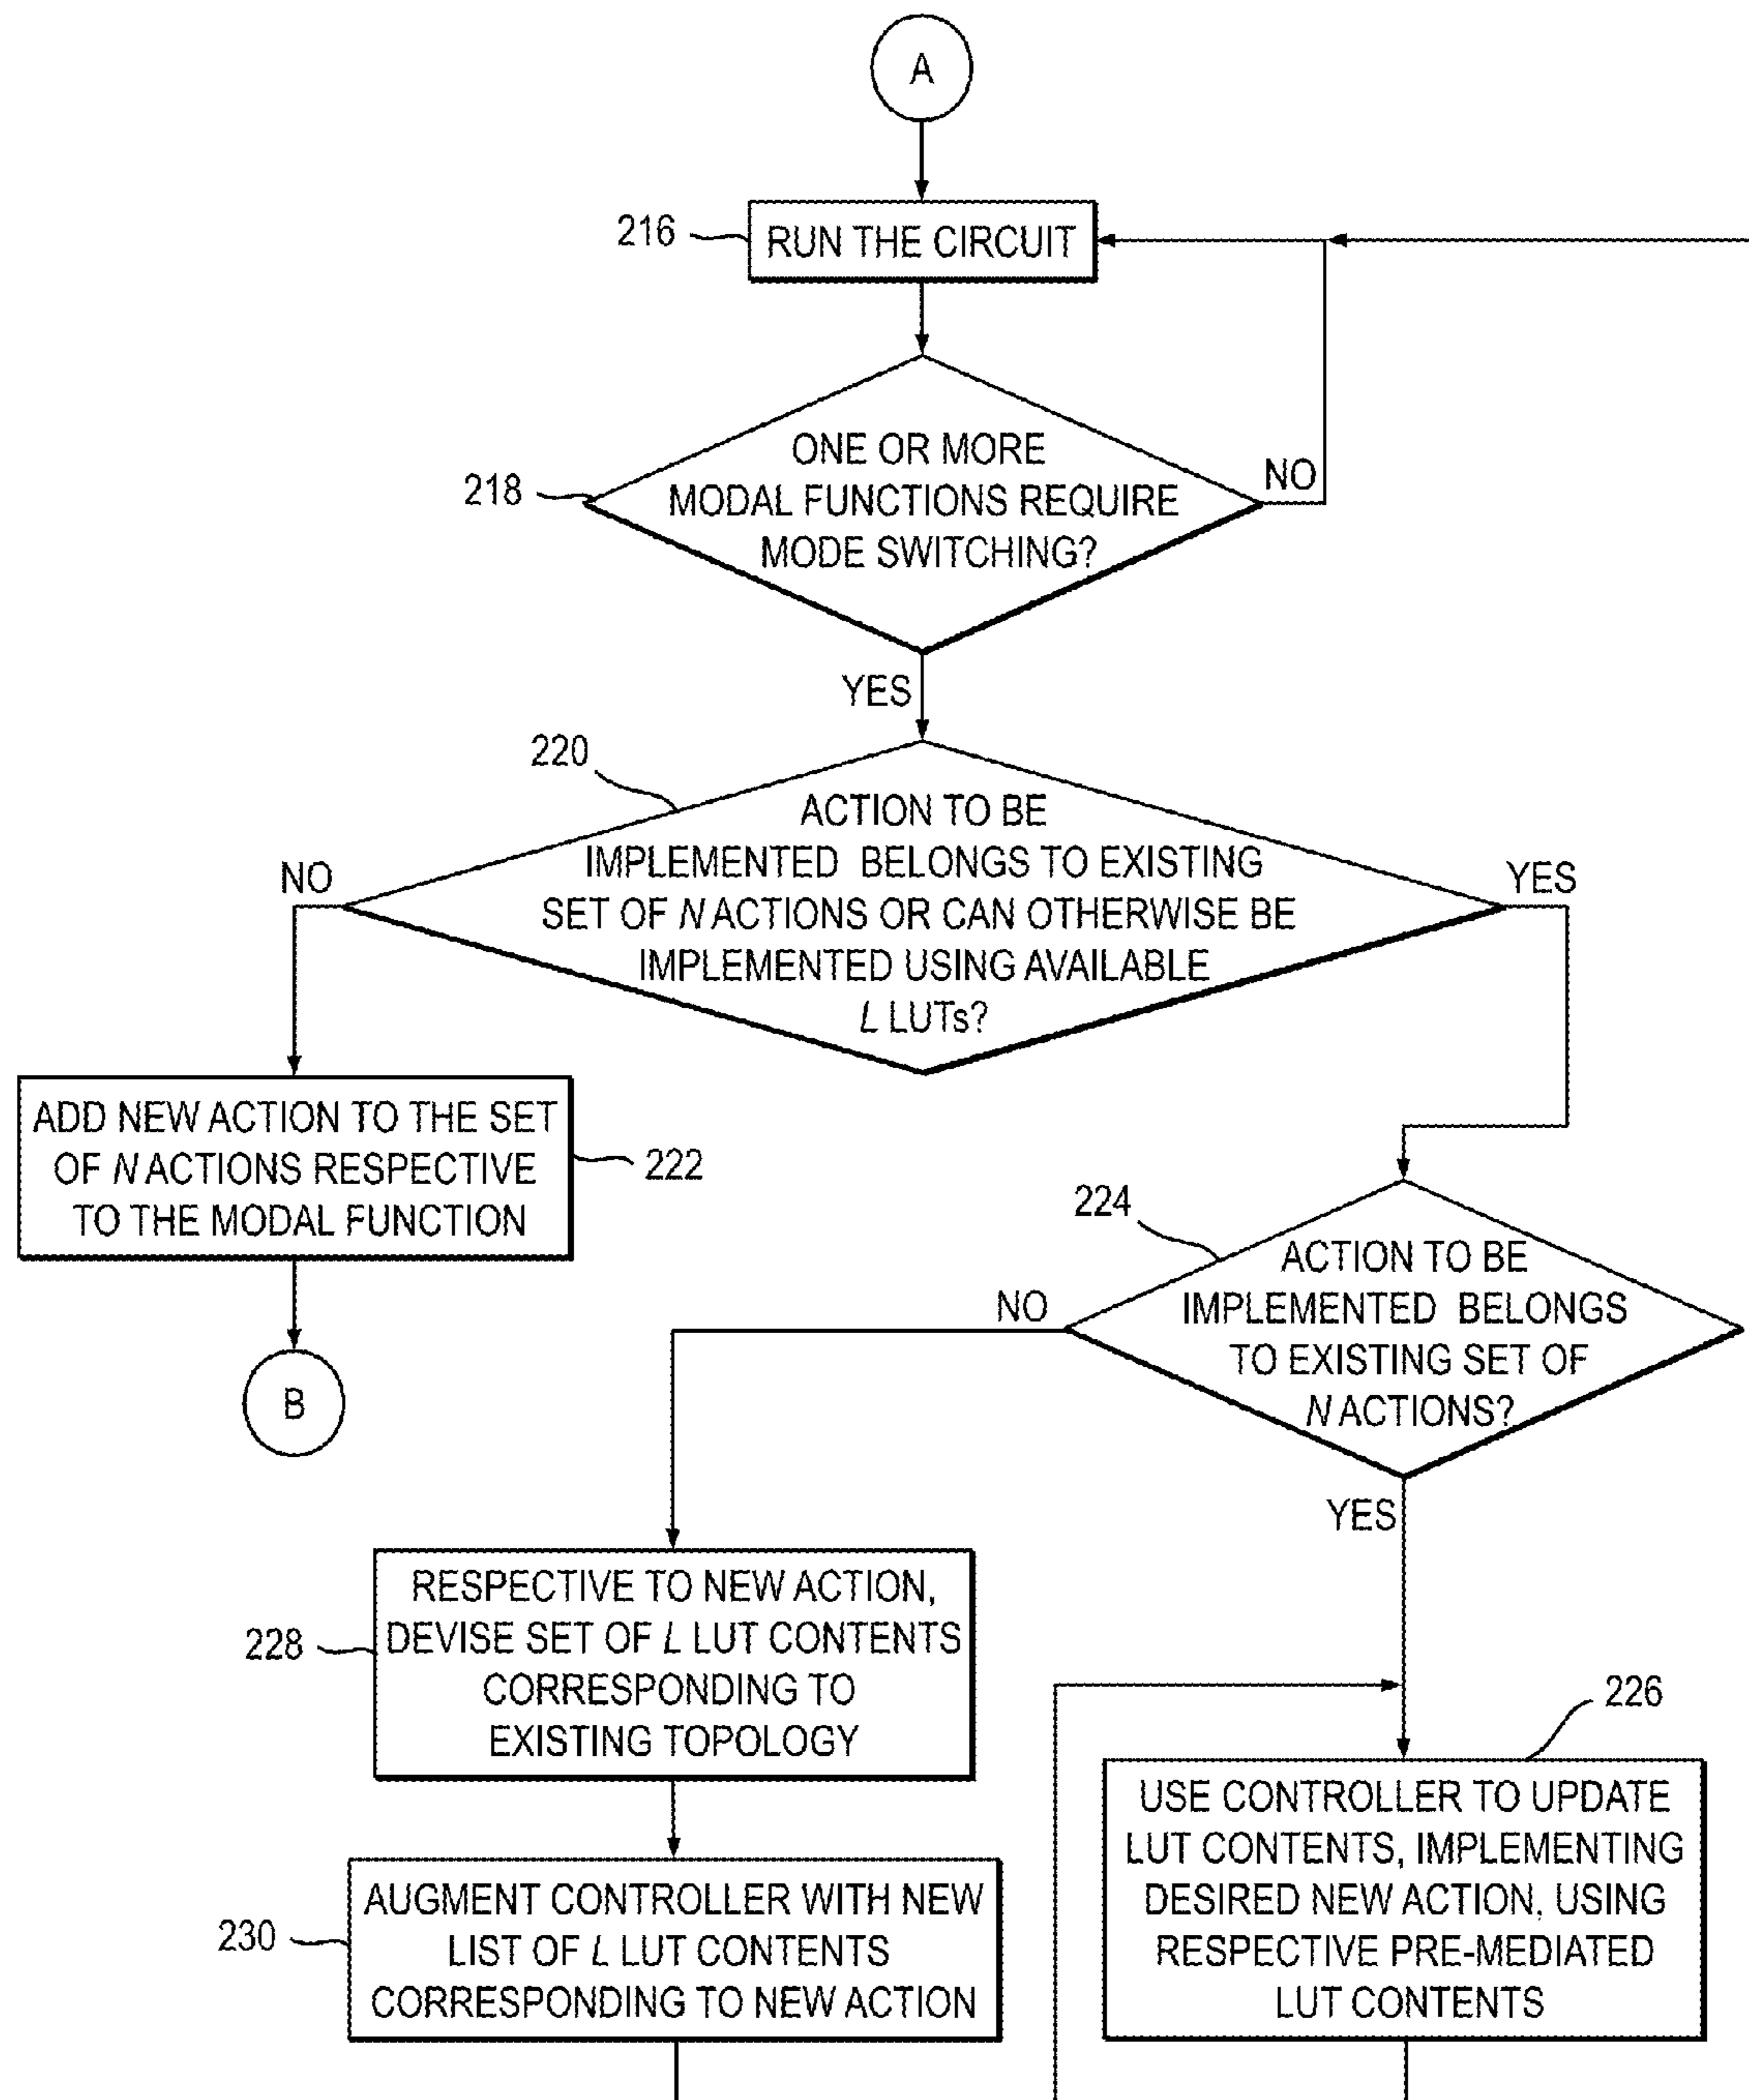 A
216
RUN THE CIRCUIT
218
ONE OR MORE
MODAL FUNCTIONS REQUIRE
MODE SWITCHING?
NO
YES
220
ACTION TO BE
IMPLEMENTED BELONGS TO EXISTING
SET OF N ACTIONS OR CAN OTHERWISE BE
IMPLEMENTED USING AVAILABLE
L LUTs?
NO
YES
ADD NEW ACTION TO THE SET
OF N ACTIONS RESPECTIVE
TO THE MODAL FUNCTION
222
B
224
ACTION TO BE
IMPLEMENTED BELONGS
TO EXISTING SET OF
N ACTIONS?
NO
YES
228
RESPECTIVE TO NEW ACTION,
DEVISE SET OF L LUT CONTENTS
CORRESPONDING TO
EXISTING TOPOLOGY
226
USE CONTROLLER TO UPDATE
LUT CONTENTS, IMPLEMENTING
DESIRED NEW ACTION, USING
RESPECTIVE PRE-MEDIATED
LUT CONTENTS
230
AUGMENT CONTROLLER WITH NEW
LIST OF L LUT CONTENTS
CORRESPONDING TO NEW ACTION